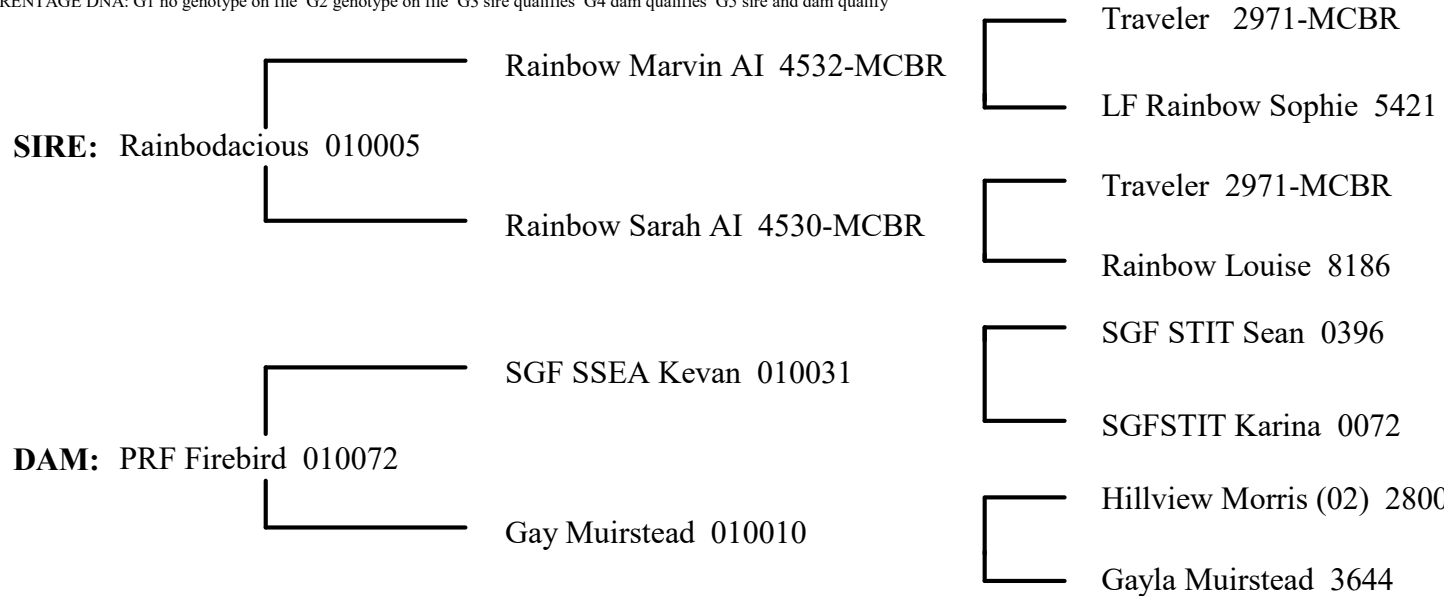 DNA: G1 no genotype on file G2 genotype on file G3 sire qualifies G4 dam qualifies G5 sire and dam qualify
Traveler 2971-MCBR
Rainbow Marvin AI 4532-MCBR
LF Rainbow Sophie 5421
SIRE: Rainbodacious 010005
Traveler 2971-MCBR
Rainbow Sarah AI 4530-MCBR
Rainbow Louise 8186
SGF STIT Sean 0396
SGF SSEA Kevan 010031
SGFSTIT Karina 0072
DAM: PRF Firebird 010072
Hillview Morris (02) 2800
Gay Muirstead 010010
Gayla Muirstead 3644